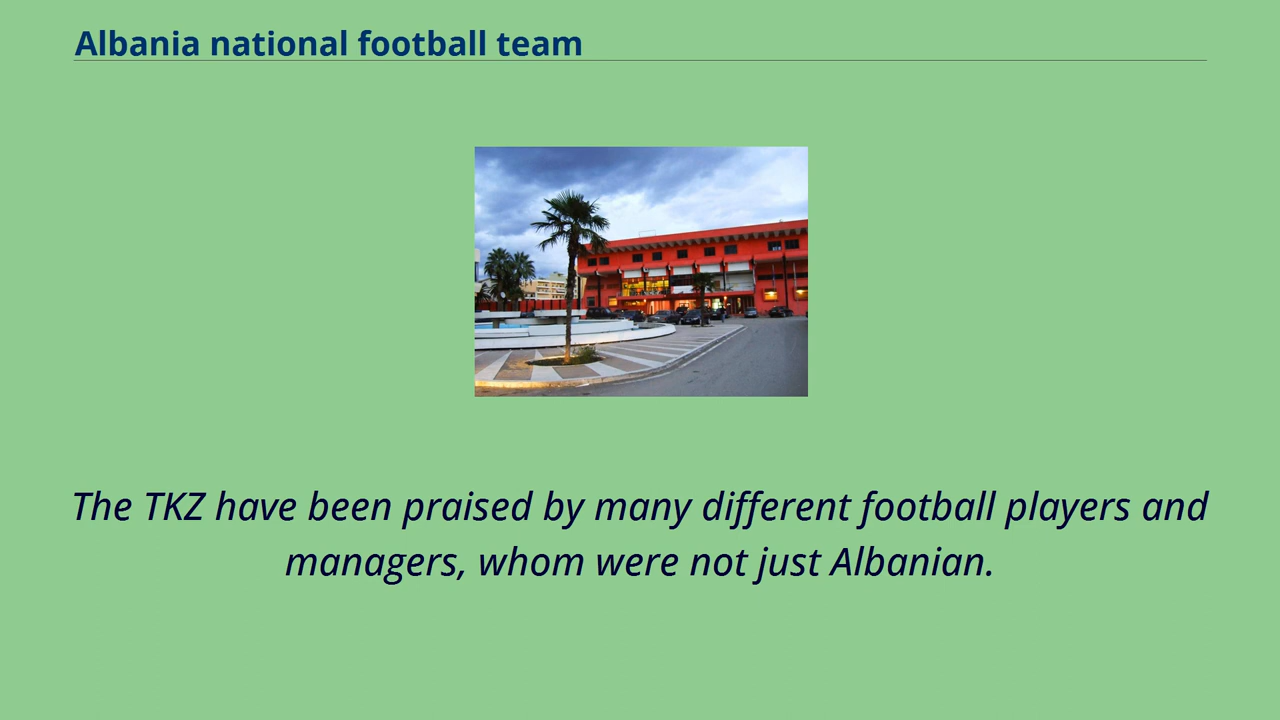 Albania national football team
The TKZ have been praised by many different football players and
managers, whom were not just Albanian.